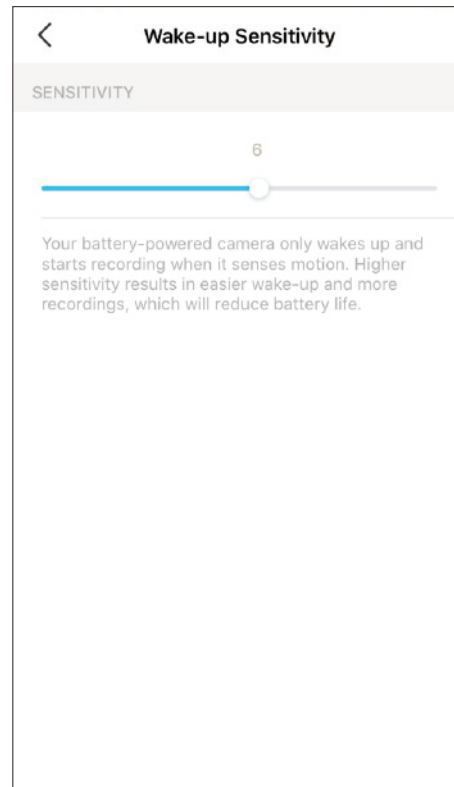 Wake-up Sensitivity
SENSITIVITY
6
Your battery-powered camera only wakes up and
starts recording when it senses motion. Higher
sensitivity results in easier wake-up and more
recordings, which will reduce battery life.